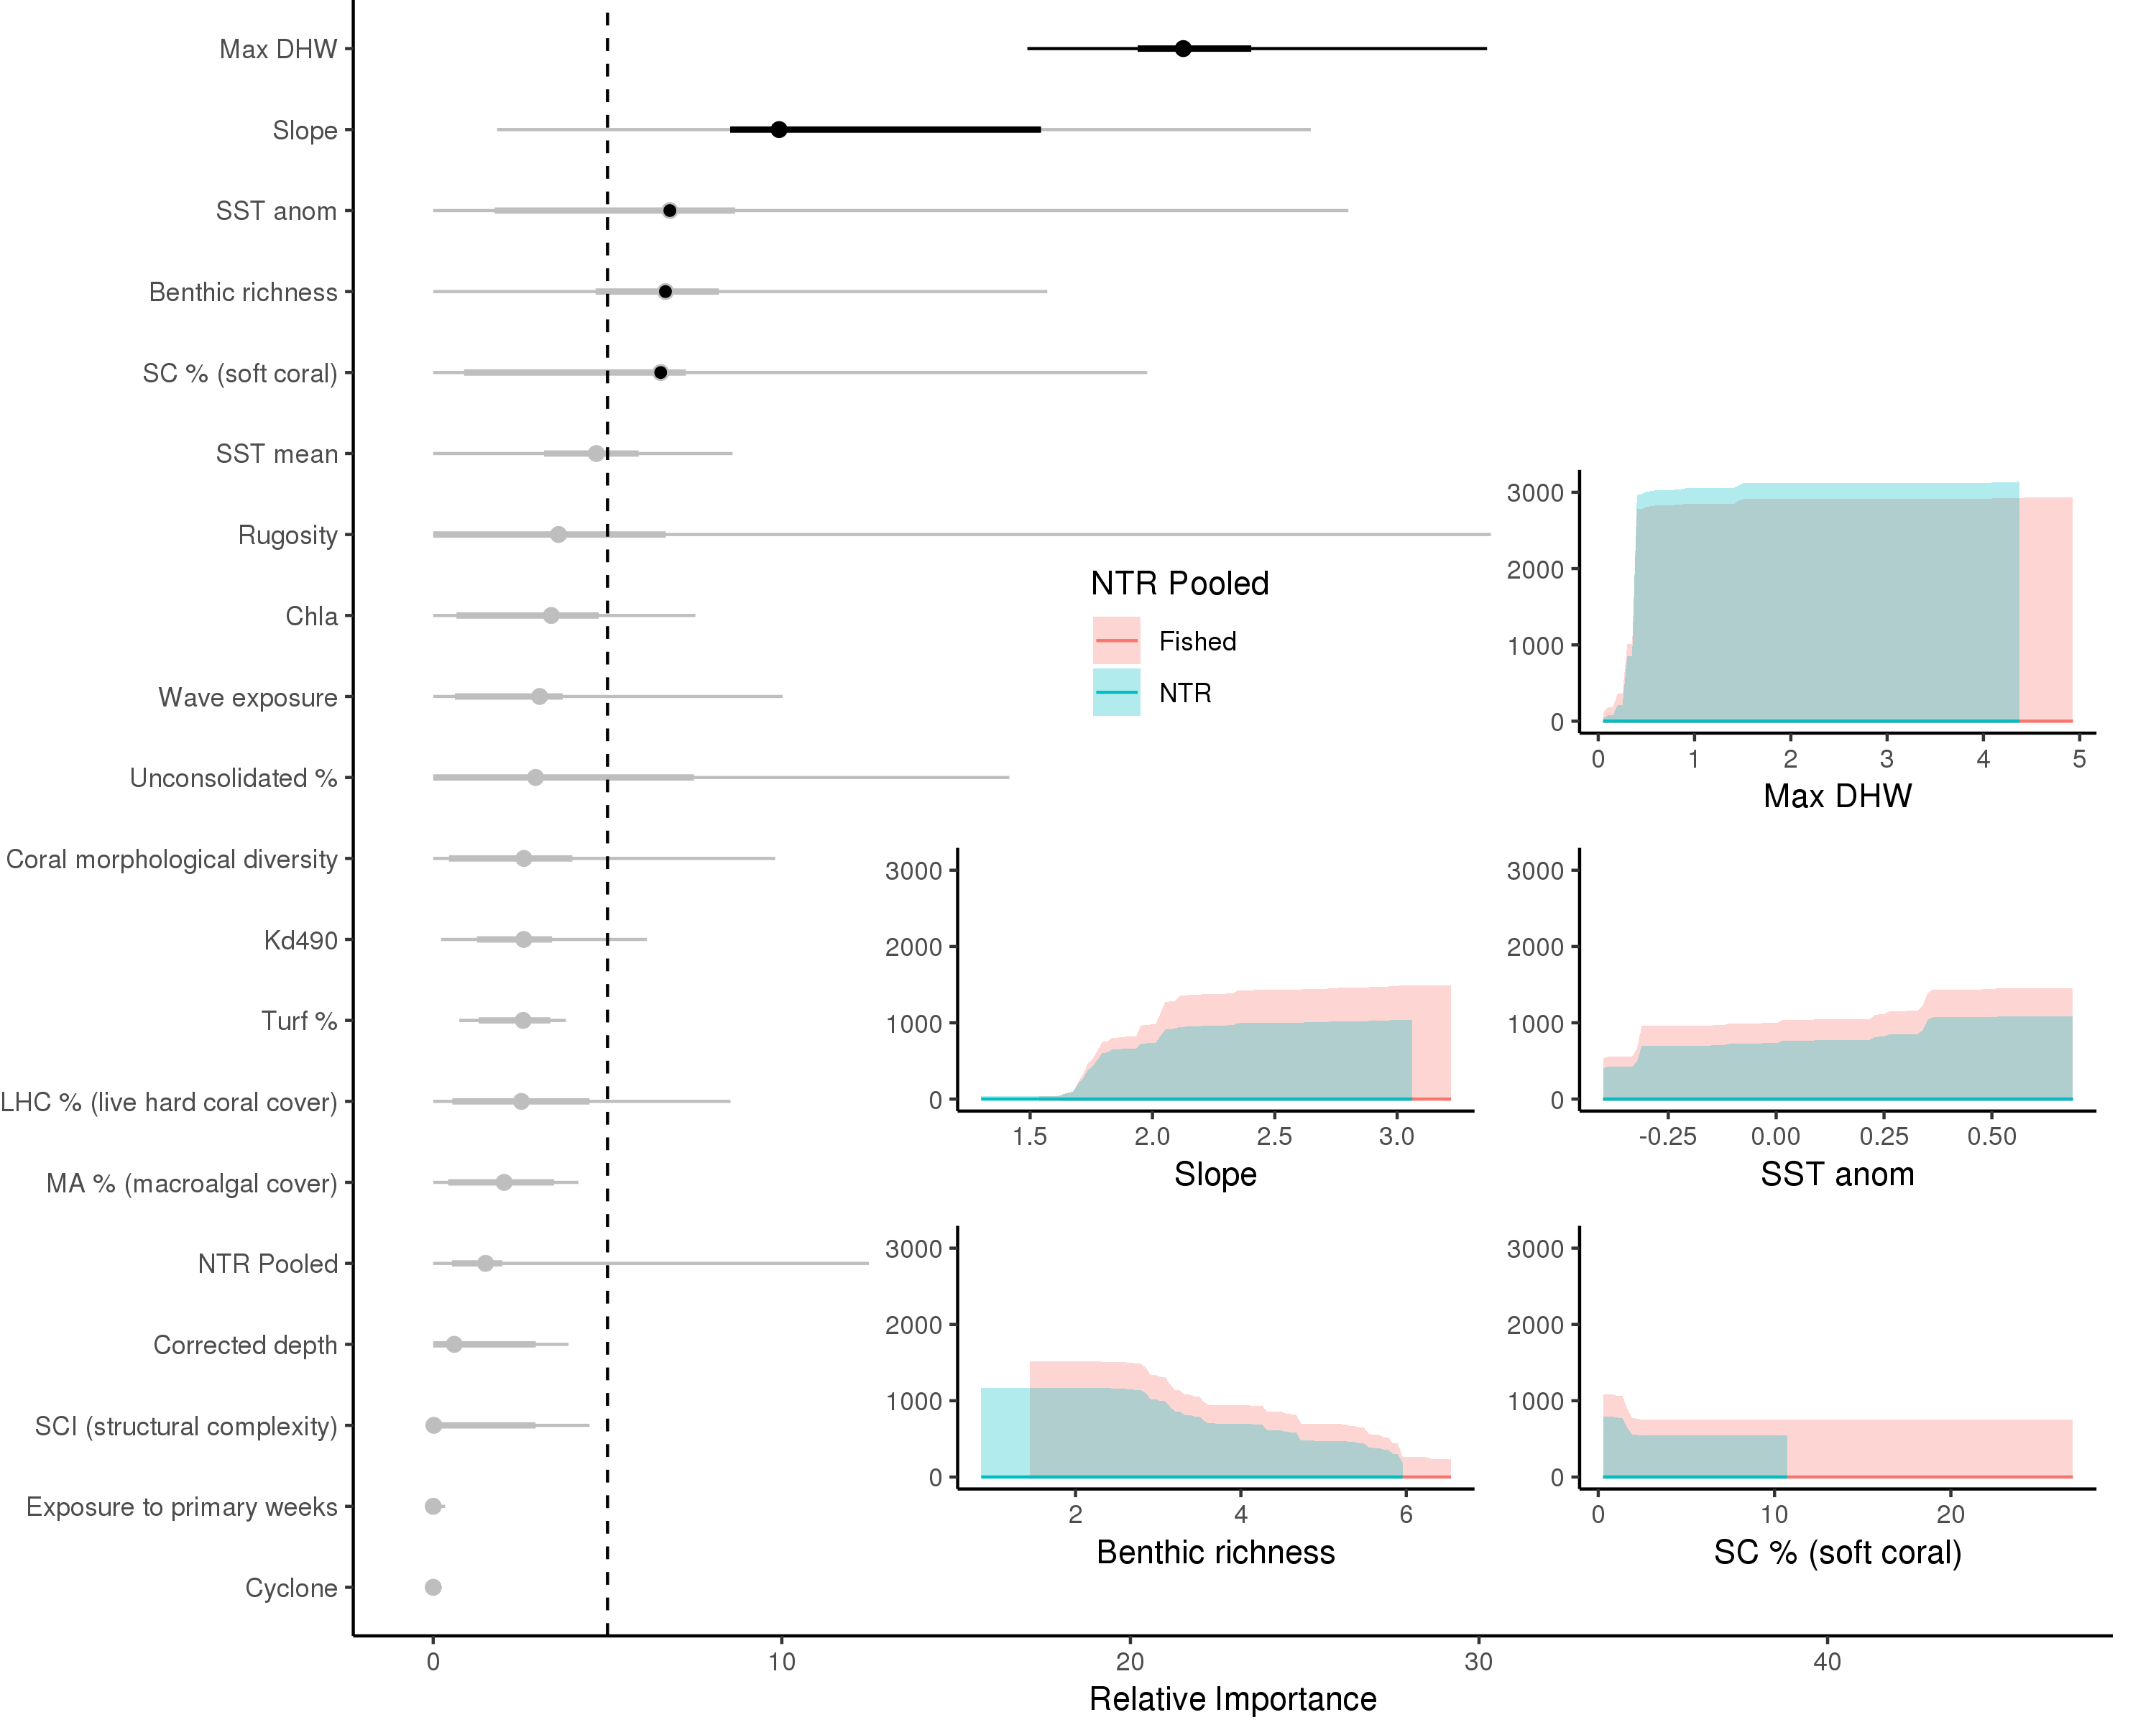 Max DHW
Slope
SST anom
Benthic richness
SC % (soft coral)
SST mean
Rugosity
Chla
Wave exposure
Unconsolidated %
Coral morphological diversity
Kd490
Turf %
LHC % (live hard coral cover)
MA % (macroalgal cover)
NTR Pooled
Corrected depth
SCI (structural complexity)
Exposure to primary weeks
Cyclone
0 10 20 30 40
Relative Importance
NTR Pooled
Fished
NTR
3000
2000
1000
0
0 1 2 3 4 5
Max DHW
3000
2000
1000
0
1.5 2.0 2.5 3.0
Slope
3000
2000
1000
0
-0.25 0.00 0.25 0.50
SST anom
3000
2000
1000
0
2 4 6
Benthic richness
3000
2000
1000
0
0 10 20
SC % (soft coral)